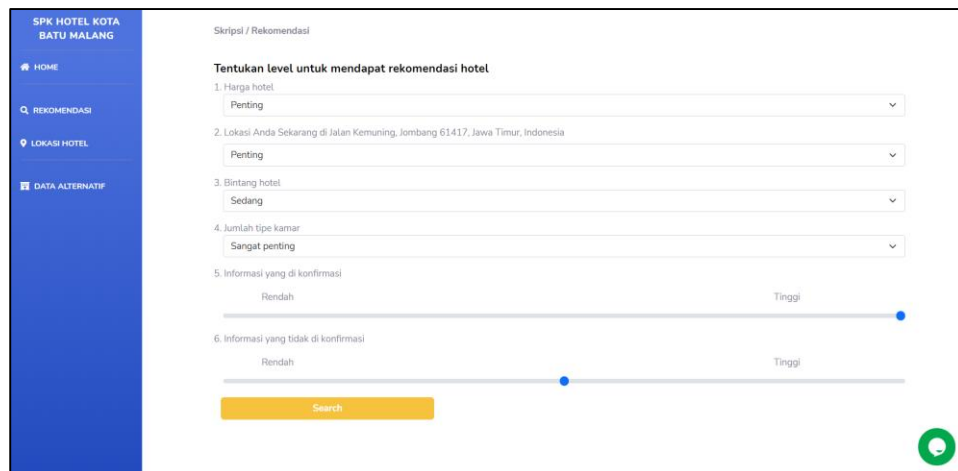 SPK HOTEL KOTA
BATU MALANG
HOME
REKOMENDASI
LOKASI HOTEL
DATA ALTERNATIF
Skripsi / Rekomendasi
Tentukan level untuk mendapat rekomendasi hotel
1. Harga hotel
Penting
2. Lokasi Anda Sekarang di Jalan Kemuning, Jombang 61417, Jawa Timur, Indonesia
Penting
3. Bintang hotel
Sedang
4. Jumlah tipe kamar
Sangat penting
5. Informasi yang di konfirmasi
Rendah Tinggi
6. Informasi yang tidak di konfirmasi
Rendah Tinggi
Search